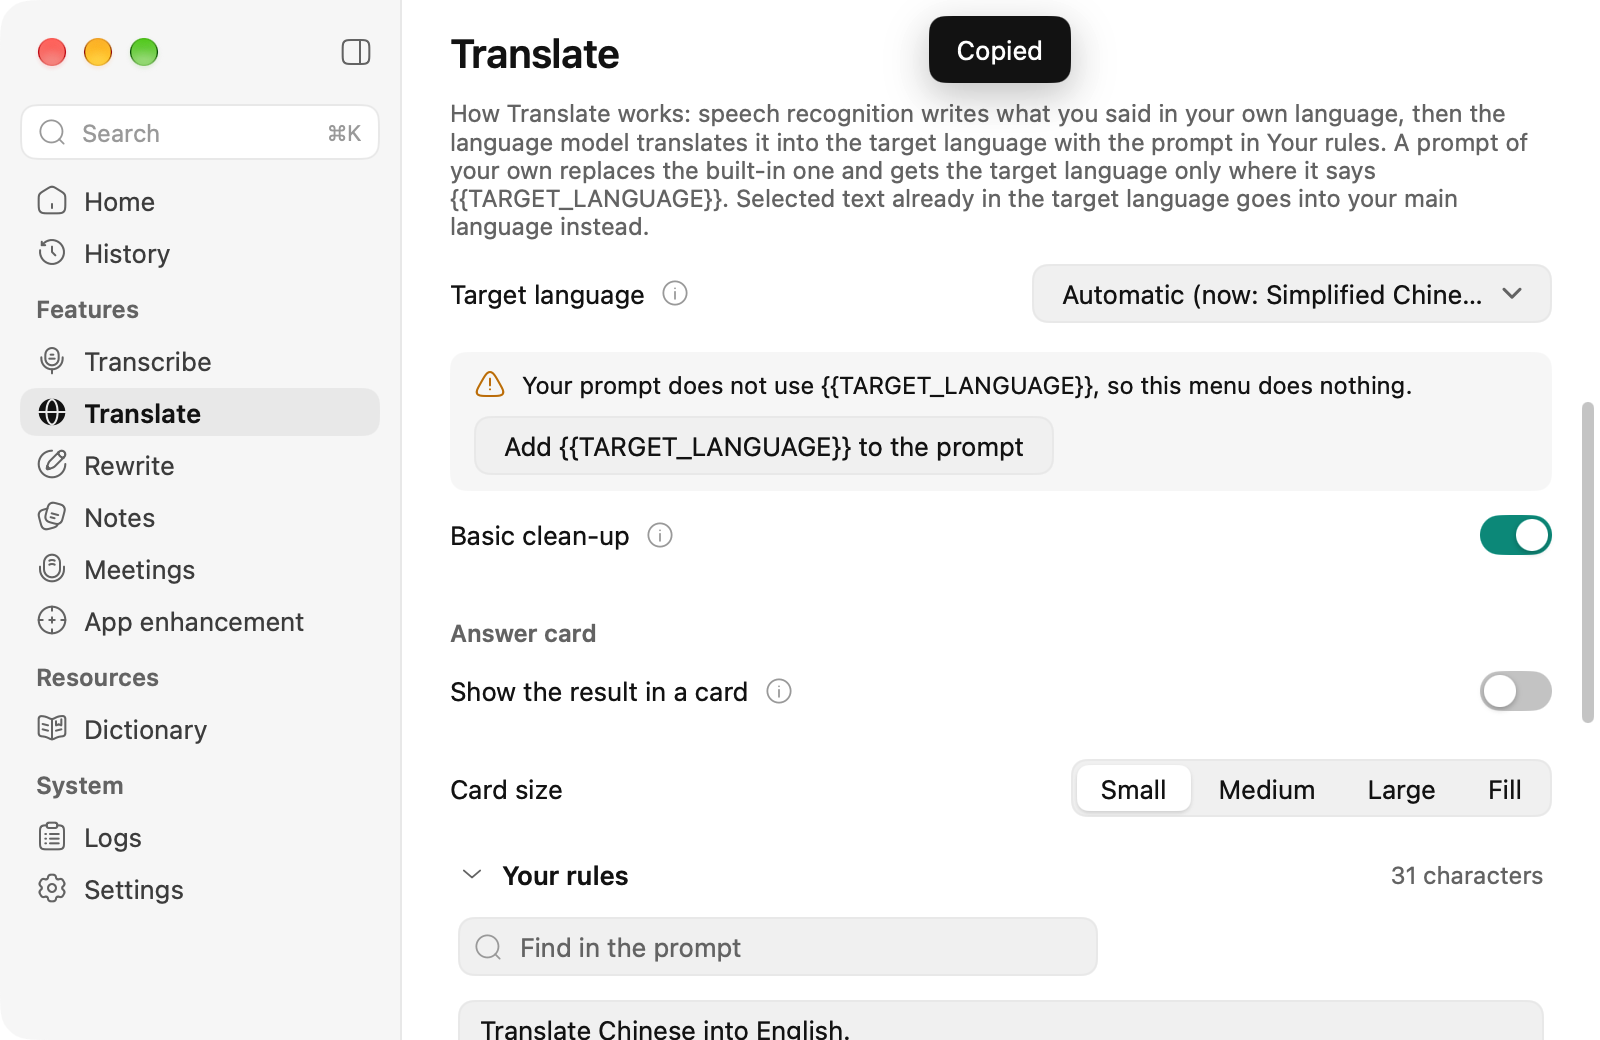 Search ⌘K
Home
History
Features
Transcribe
Translate
Rewrite
Notes
Meetings
App enhancement
Resources
Dictionary
System
Logs
Settings
Translate
Copied
How Translate works: speech recognition writes what you said in your own language, then the
language model translates it into the target language with the prompt in Your rules. A prompt of
your own replaces the built-in one and gets the target language only where it says
{{TARGET_LANGUAGE}}. Selected text already in the target language goes into your main
language instead.
Target language
Automatic (now: Simplified Chine...
Your prompt does not use {{TARGET_LANGUAGE}}, so this menu does nothing.
Add {{TARGET_LANGUAGE}} to the prompt
Basic clean-up
Answer card
Show the result in a card
Card size
Small Medium Large Fill
Your rules
31 characters
Find in the prompt
Translate Chinese into English.